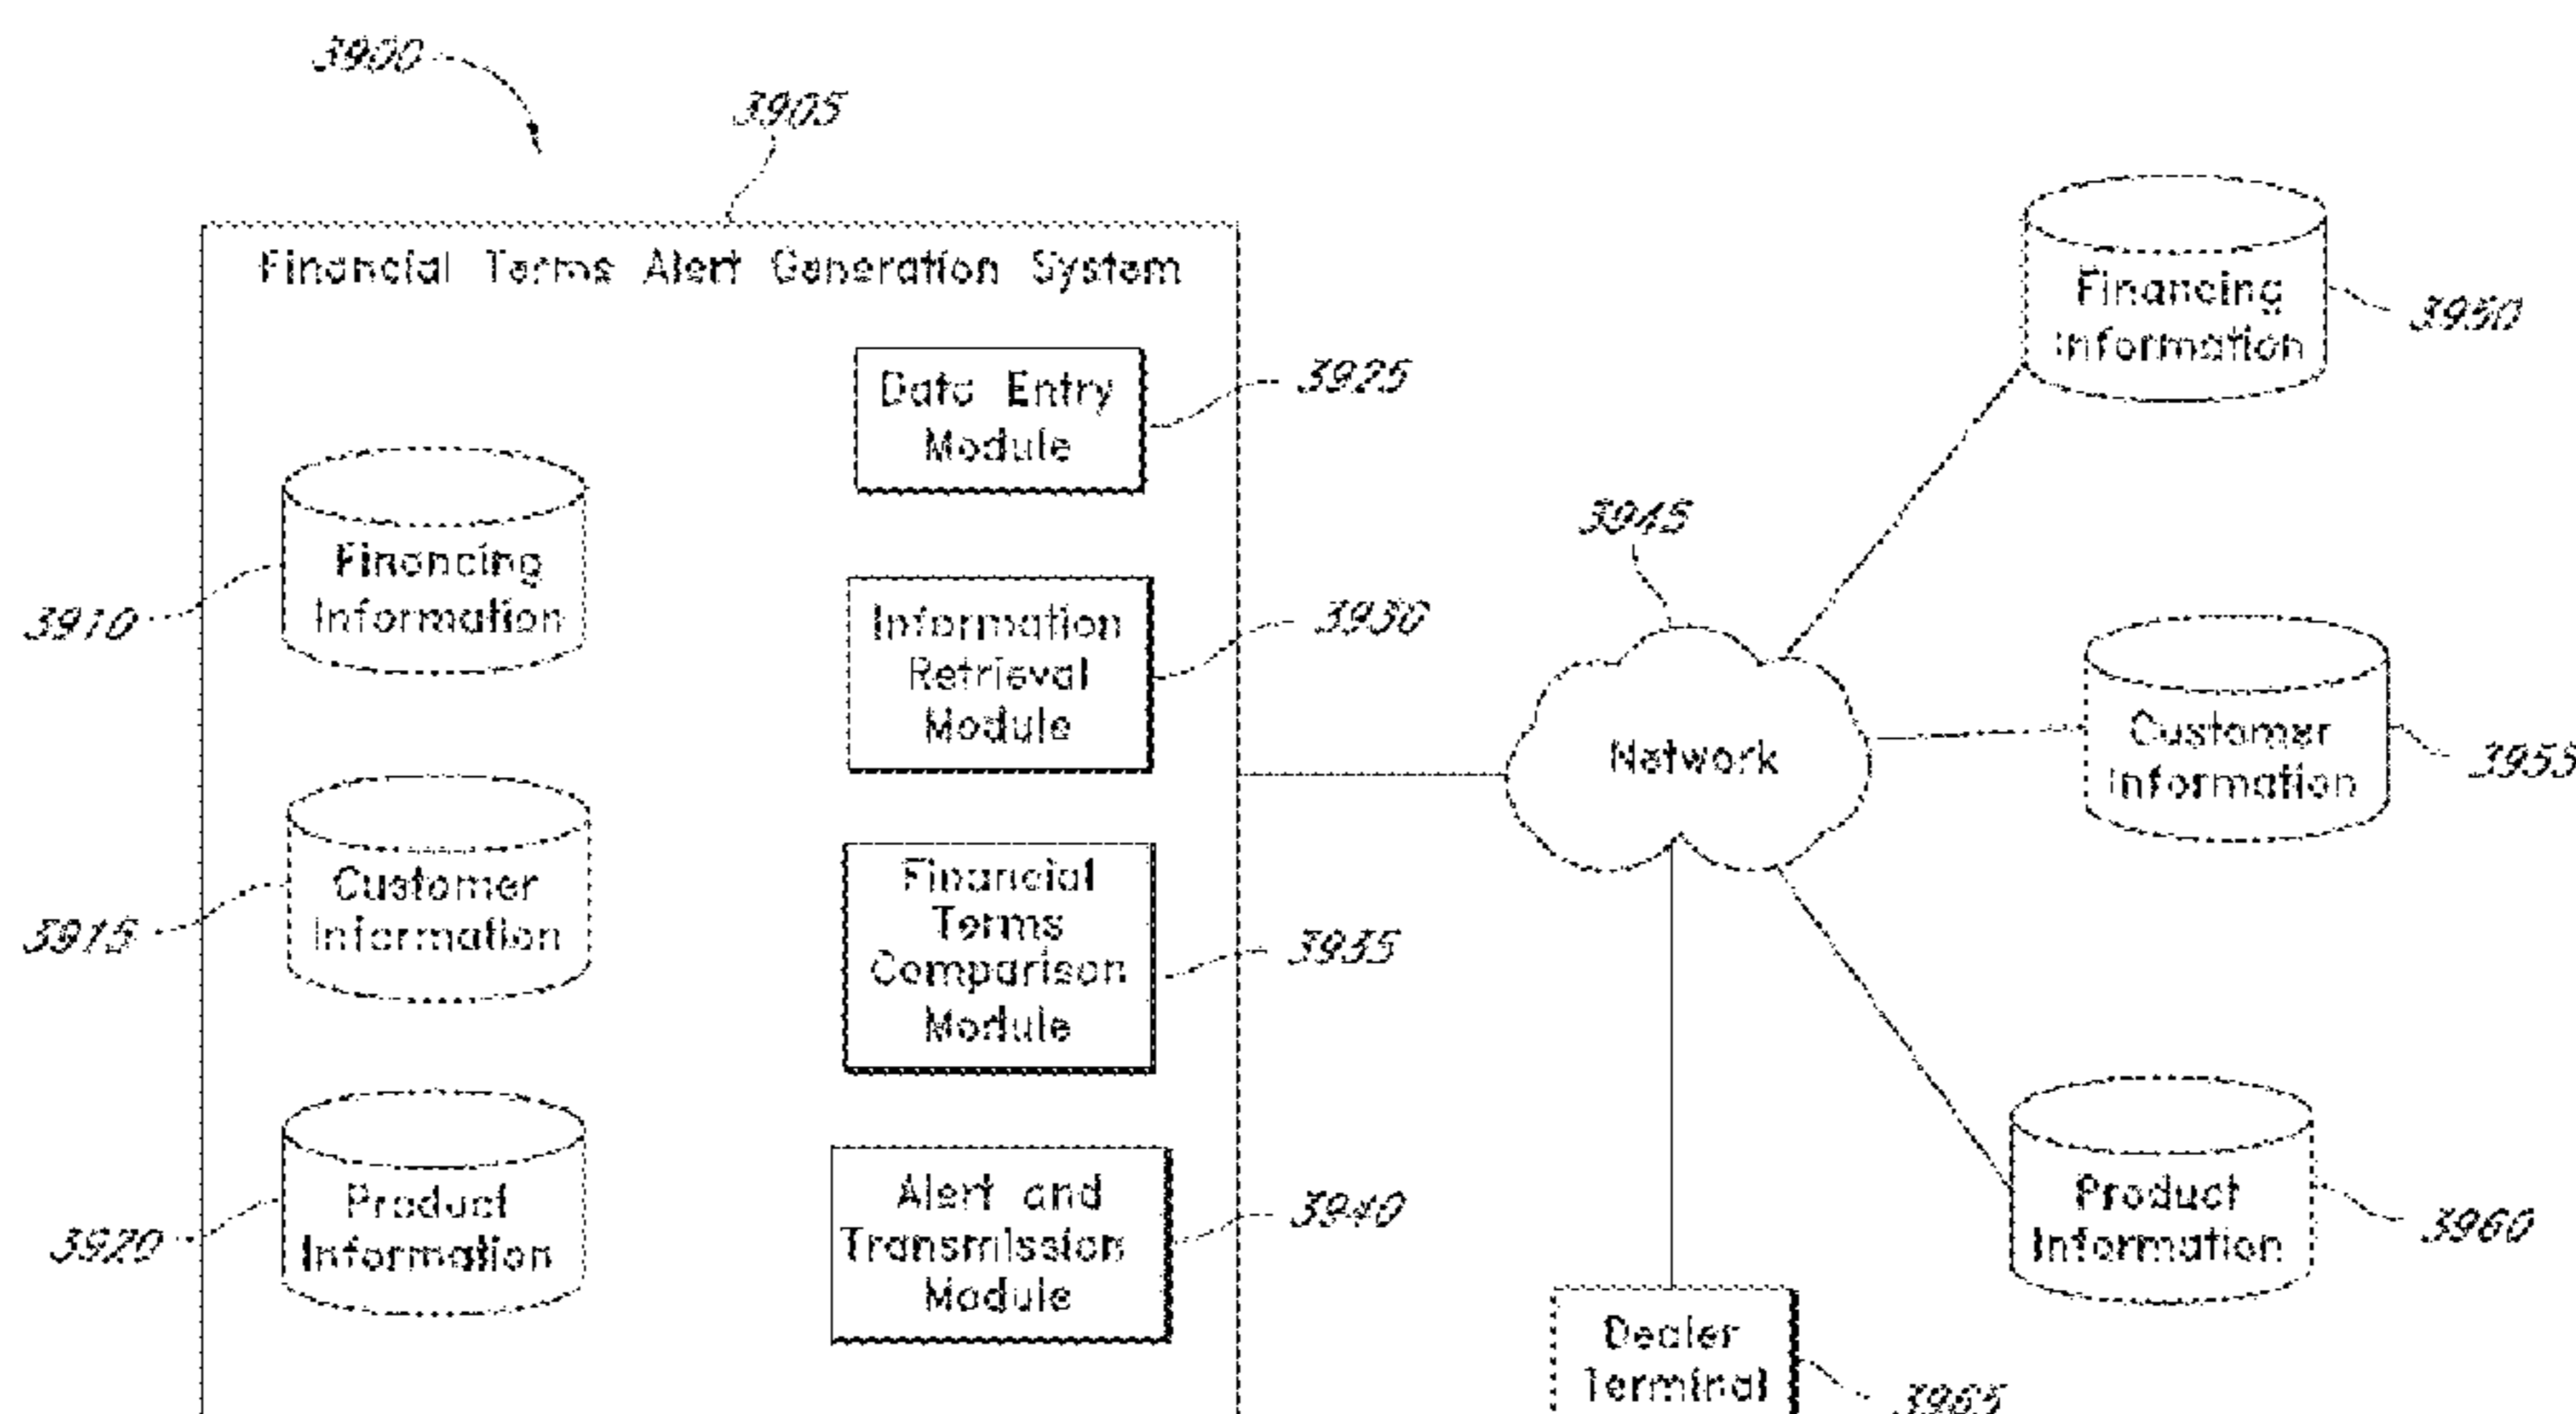 3900
3905
Financial Terms Alert Generation System
Data Entry
Module
3925
Financing
Information
3910
Information
Retrieval
Module
3930
Customer
Information
3915
Financial
Terms
Comparison
Module
3935
Product
Information
3920
Alert and
Transmission
Module
3940
3945
Network
Financing
Information
3950
Customer
Information
3955
Product
Information
3960
Dealer
Terminal
3965